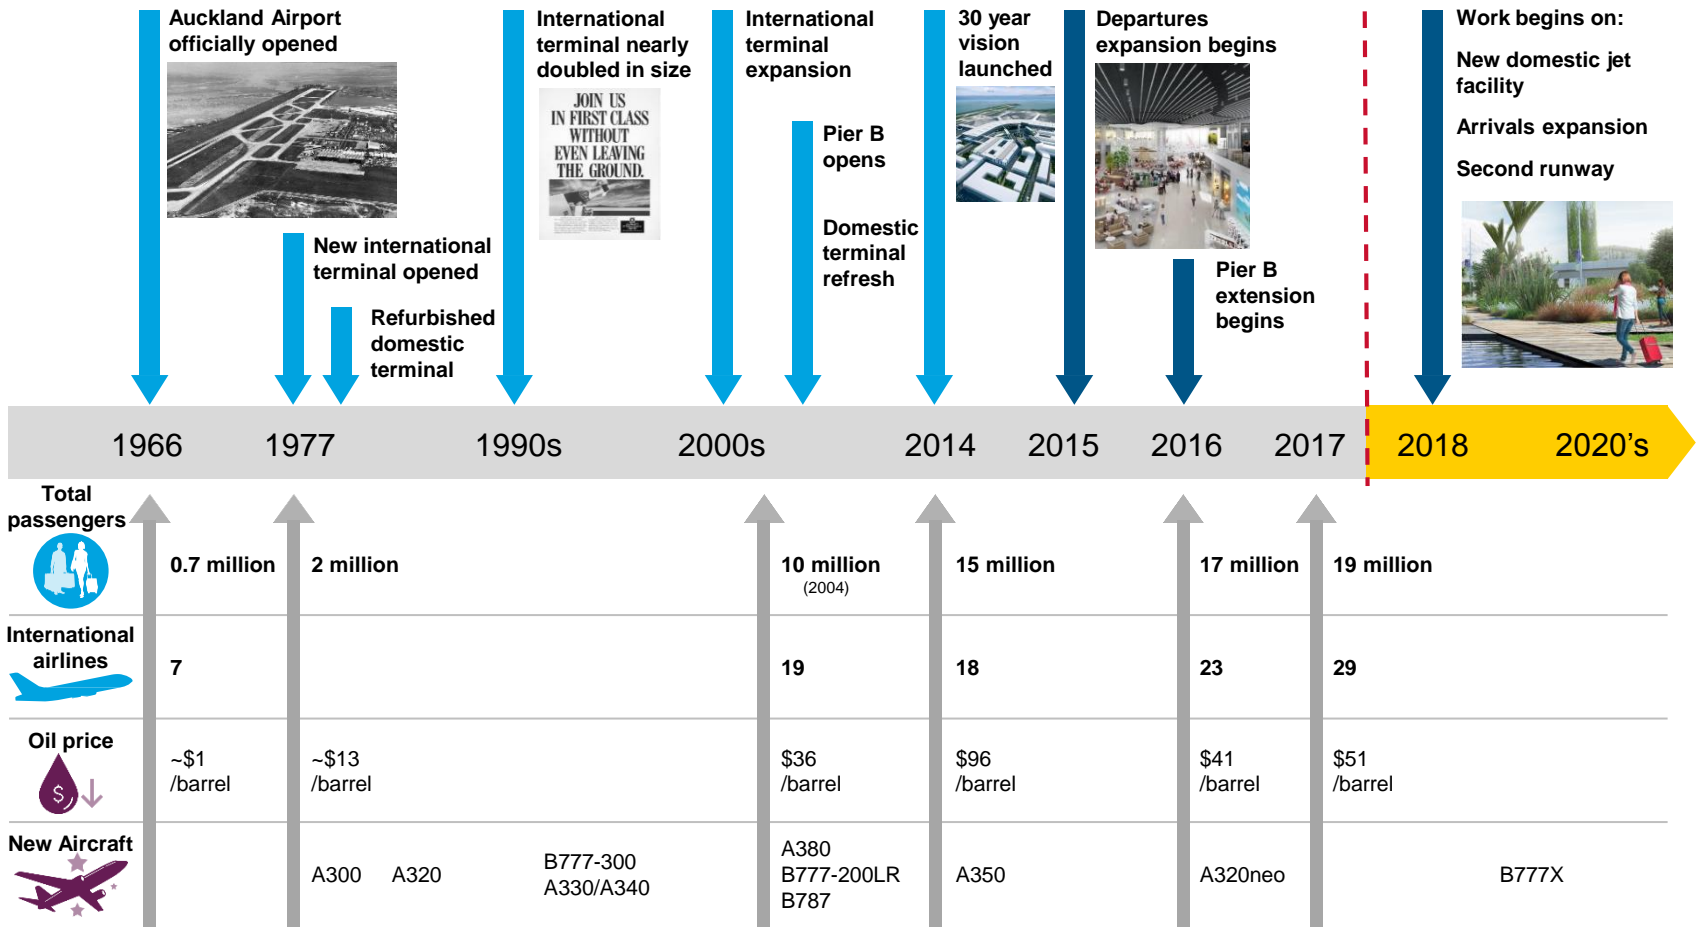 Auckland Airport
officially opened
New international
terminal opened
Refurbished
domestic
terminal
International
terminal nearly
doubled in size
JOIN US
IN FIRST CLASS
WITHOUT
EVEN LEAVING
THE GROUND.
International
terminal
expansion
Pier B
opens
Domestic
terminal
refresh
30 year
vision
launched
Departures
expansion begins
Pier B
extension
begins
Work begins on:
New domestic jet
facility
Arrivals expansion
Second runway
1966 1977 1990s 2000s 2014 2015 2016 2017 2018 2020's
Total
passengers
0.7 million 2 million 10 million 15 million 17 million 19 million
(2004)
International
airlines
7 19 18 23 29
Oil price
$
~$1 ~$13 $36 $96 $41 $51
/barrel /barrel /barrel /barrel /barrel /barrel
New Aircraft
A300 A320
B777-300
A330/A340
A380
B777-200LR
B787
A350
A320neo
B777X